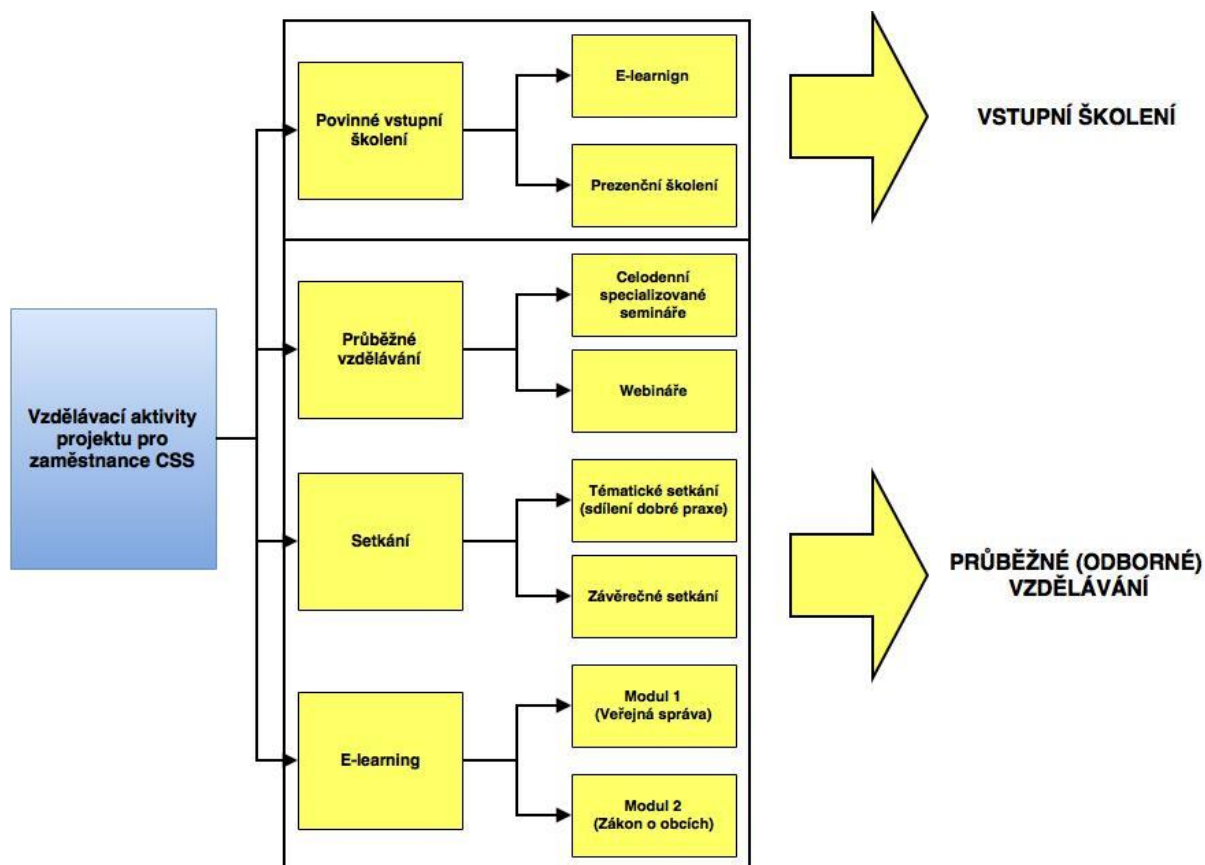 Vzdělávací aktivity
projektu pro
zaměstnance CSS
Povinné vstupní
školení
E-learnign
Prezenční školení
VSTUPNÍ ŠKOLENÍ
Průběžné
vzdělávání
Celodenní
specializované
semináře
Webináře
Setkání
Tématické setkání
(sdílení dobré praxe)
Závěrečné setkání
E-learning
Modul 1
(Veřejná správa)
Modul 2
(Zákon o obcích)
PRŮBĚŽNÉ (ODBORNÉ)
VZDĚLÁVÁNÍ